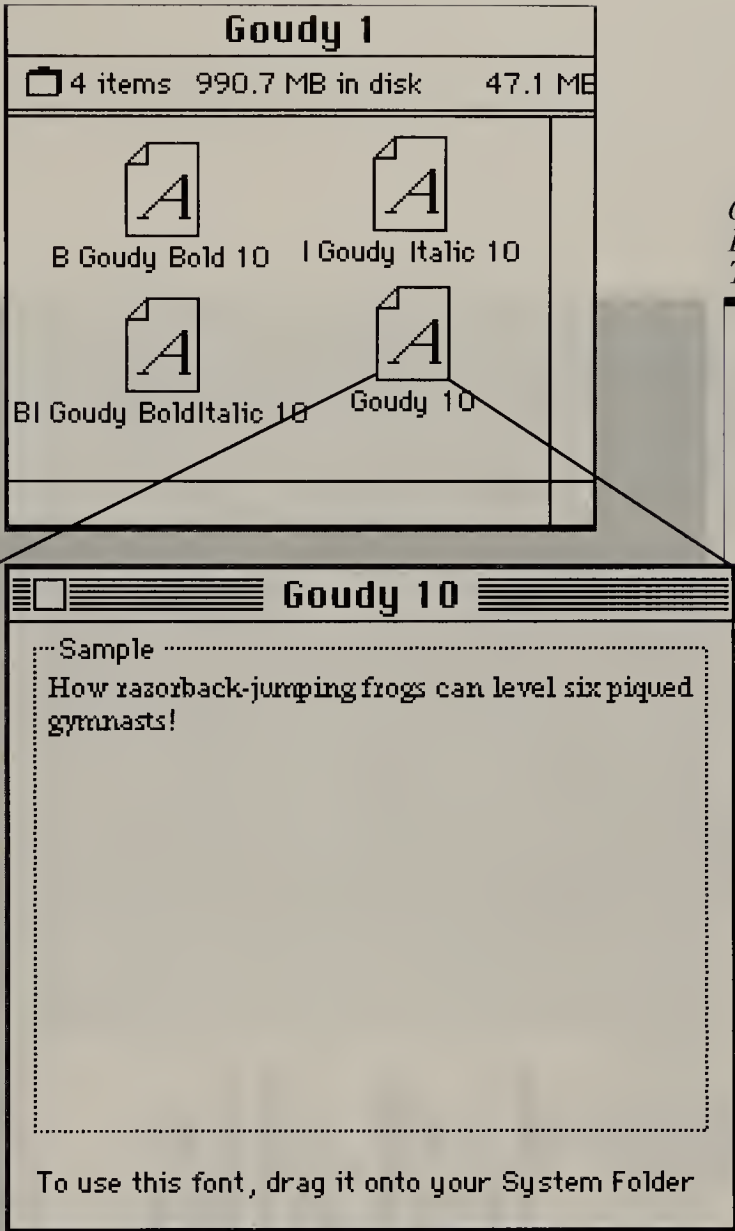 Goudy 1
4 items 990.7 MB in disk 47.1 ME
B Goudy Bold 10 I Goudy Italic 10
BI Goudy BoldItalic 10 Goudy 10
Goudy 10
Sample
How razorback-jumping frogs can level six piqued
gymnasts!
To use this font, drag it onto your System Folder